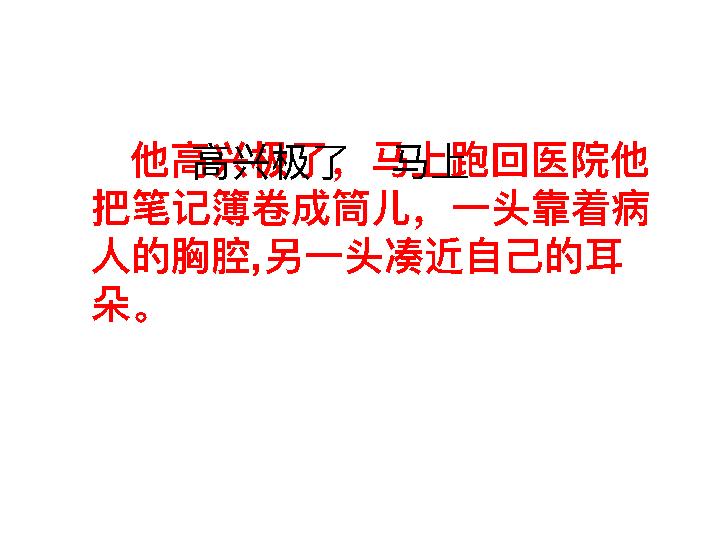 他高兴极了，马上跑回医院他
高兴极了 马上
把笔记簿卷成筒儿，一头靠着病
人的胸腔,另一头凑近自己的耳
朵。